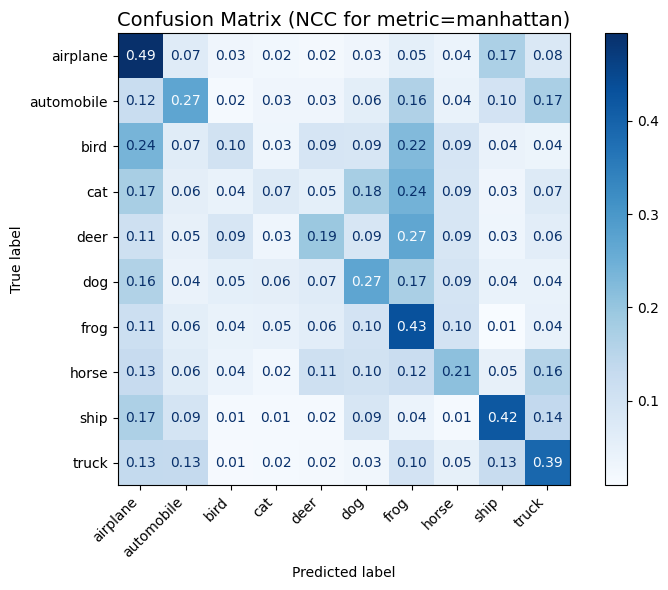 Confusion Matrix (NCC for metric=manhattan)
airplane 0.49 0.07 0.03 0.02 0.02 0.03 0.05 0.04 0.17 0.08
automobile 0.12 0.27 0.02 0.03 0.03 0.06 0.16 0.04 0.10 0.17
bird 0.24 0.07 0.10 0.03 0.09 0.09 0.22 0.09 0.04 0.04
cat 0.17 0.06 0.04 0.07 0.05 0.18 0.24 0.09 0.03 0.07
deer 0.11 0.05 0.09 0.03 0.19 0.09 0.27 0.09 0.03 0.06
dog 0.16 0.04 0.05 0.06 0.07 0.27 0.17 0.09 0.04 0.04
frog 0.11 0.06 0.04 0.05 0.06 0.10 0.43 0.10 0.01 0.04
horse 0.13 0.06 0.04 0.02 0.11 0.10 0.12 0.21 0.05 0.16
ship 0.17 0.09 0.01 0.01 0.02 0.09 0.04 0.01 0.42 0.14
truck 0.13 0.13 0.01 0.02 0.02 0.03 0.10 0.05 0.13 0.39
airplane automobile bird cat deer dog frog horse ship truck
Predicted label
True label
0.4
0.3
0.2
0.1